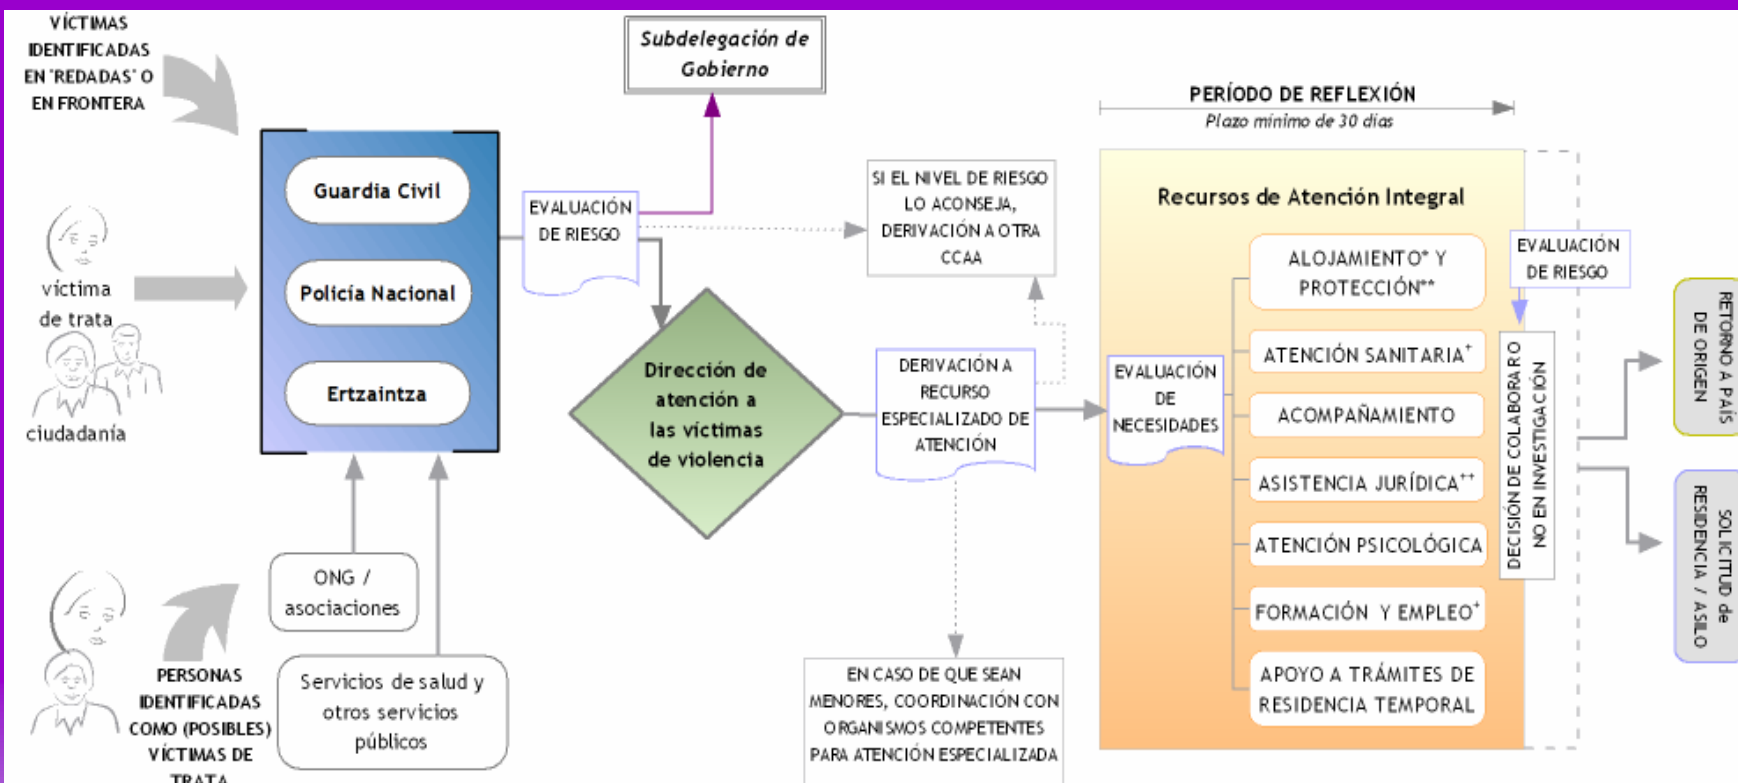 VÍCTIMAS
IDENTIFICADAS
EN "REDADAS" O
EN FRONTERA
víctima
de trata
ciudadanía
PERSONAS
IDENTIFICADAS
COMO (POSIBLES)
VÍCTIMAS DE
TRATA
Guardia Civil
Policía Nacional
Ertzaintza
ONG /
asociaciones
Servicios de salud y
otros servicios
públicos
EVALUACIÓN
DE RIESGO
Subdelegación de
Gobierno
Dirección de
atención a
las víctimas
de violencia
SI EL NIVEL DE RIESGO
LO ACONSEJA,
DERIVACIÓN A OTRA
CCAA
DERIVACIÓN A
RECURSO
ESPECIALIZADO DE
ATENCIÓN
EN CASO DE QUE SEAN
MENORES, COORDINACIÓN CON
ORGANISMOS COMPETENTES
PARA ATENCIÓN ESPECIALIZADA
PERÍODO DE REFLEXIÓN
Plazo mínimo de 30 días
Recursos de Atención Integral
EVALUACIÓN
DE
NECESIDADES
ALOJAMIENTO* Y
PROTECCIÓN**
ATENCIÓN SANITARIA+
ACOMPAÑAMIENTO
ASISTENCIA JURÍDICA++
ATENCIÓN PSICOLÓGICA
FORMACIÓN Y EMPLEO+
APOYO A TRÁMITES DE
RESIDENCIA TEMPORAL
EVALUACIÓN
DE RIESGO
DECISIÓN DE COLABORAR O
NO EN INVESTIGACIÓN
RETORNO A PAÍS
DE ORIGEN
SOLICITUD de
RESIDENCIA / ASILO